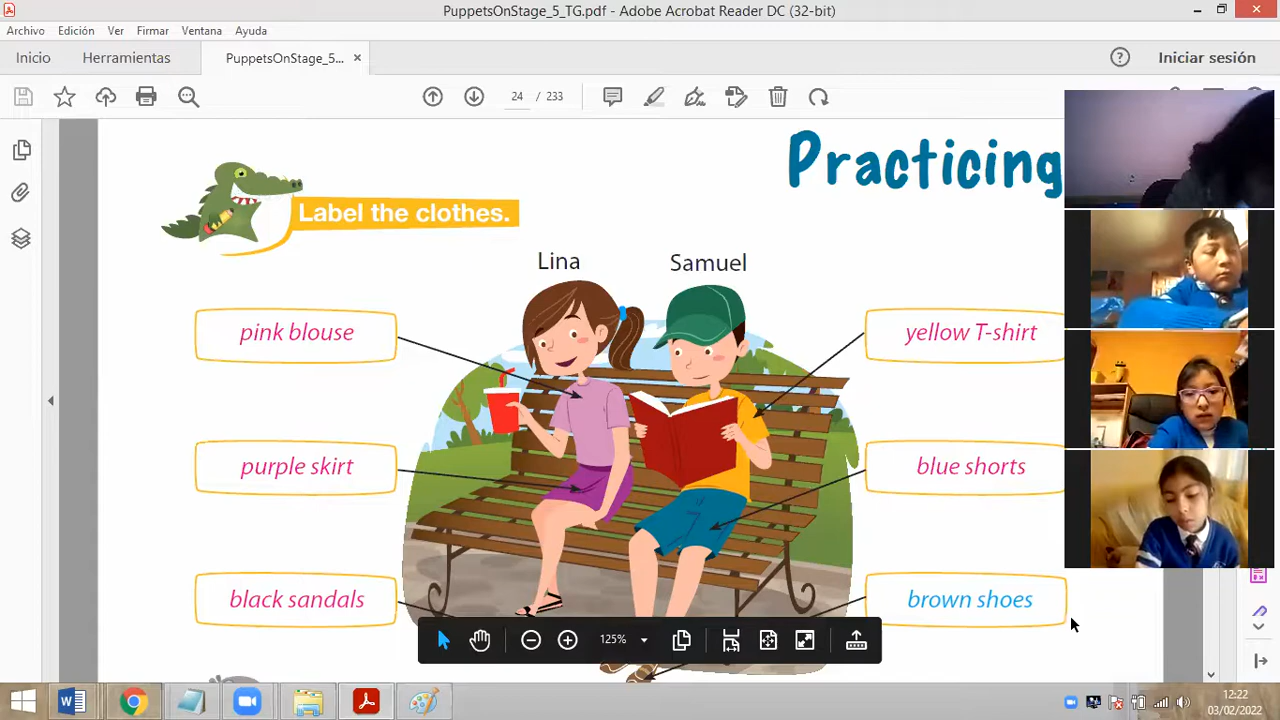 PuppetsOnStage_5_TG.pdf - Adobe Acrobat Reader DC (32-bit)
Archivo Edición Ver Firmar Ventana Ayuda
Inicio Herramientas PuppetsOnStage_5... × Iniciar sesión
24 / 233
Practicing
Label the clothes.
Lina Samuel
pink blouse yellow T-shirt
purple skirt blue shorts
black sandals brown shoes
125%
12:22
03/02/2022